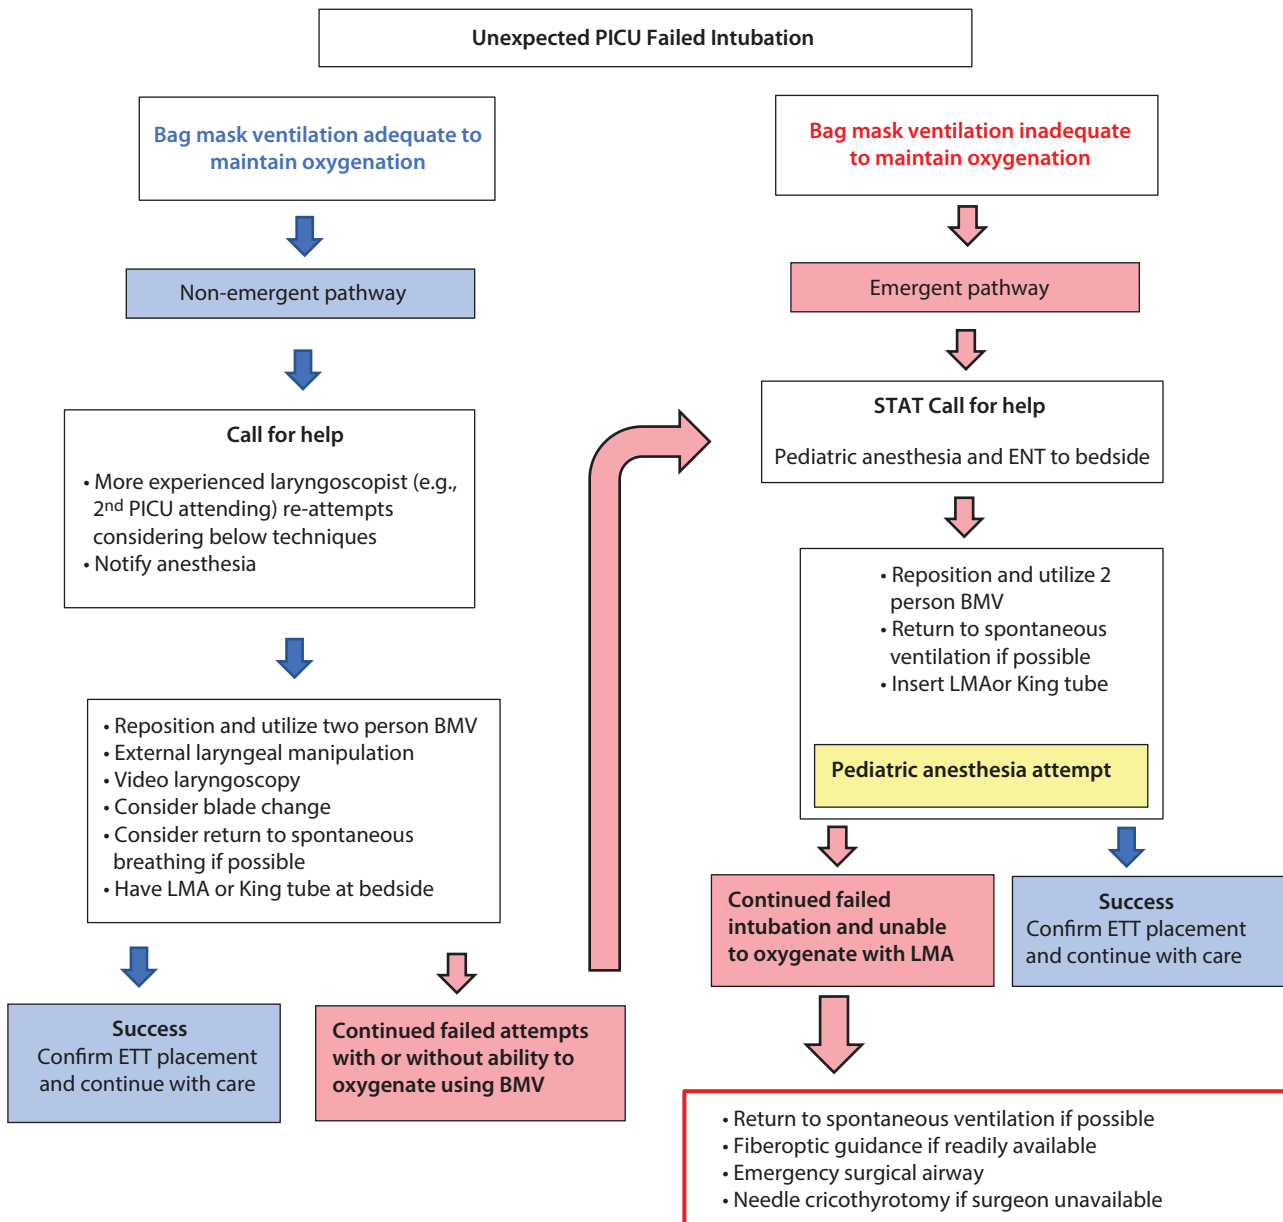 Unexpected PICU Failed Intubation
Bag mask ventilation adequate to
maintain oxygenation
Non-emergent pathway
Call for help
• More experienced laryngoscopist (e.g.,
2nd PICU attending) re-attempts
considering below techniques
• Notify anesthesia
• Reposition and utilize two person BMV
• External laryngeal manipulation
• Video laryngoscopy
• Consider blade change
• Consider return to spontaneous
breathing if possible
• Have LMA or King tube at bedside
Success
Confirm ETT placement
and continue with care
Continued failed attempts
with or without ability to
oxygenate using BMV
Bag mask ventilation inadequate
to maintain oxygenation
Emergent pathway
STAT Call for help
Pediatric anesthesia and ENT to bedside
• Reposition and utilize 2
person BMV
• Return to spontaneous
ventilation if possible
• Insert LMAor King tube
Pediatric anesthesia attempt
Continued failed
intubation and unable
to oxygenate with LMA
Success
Confirm ETT placement
and continue with care
• Return to spontaneous ventilation if possible
• Fiberoptic guidance if readily available
• Emergency surgical airway
• Needle cricothyrotomy if surgeon unavailable